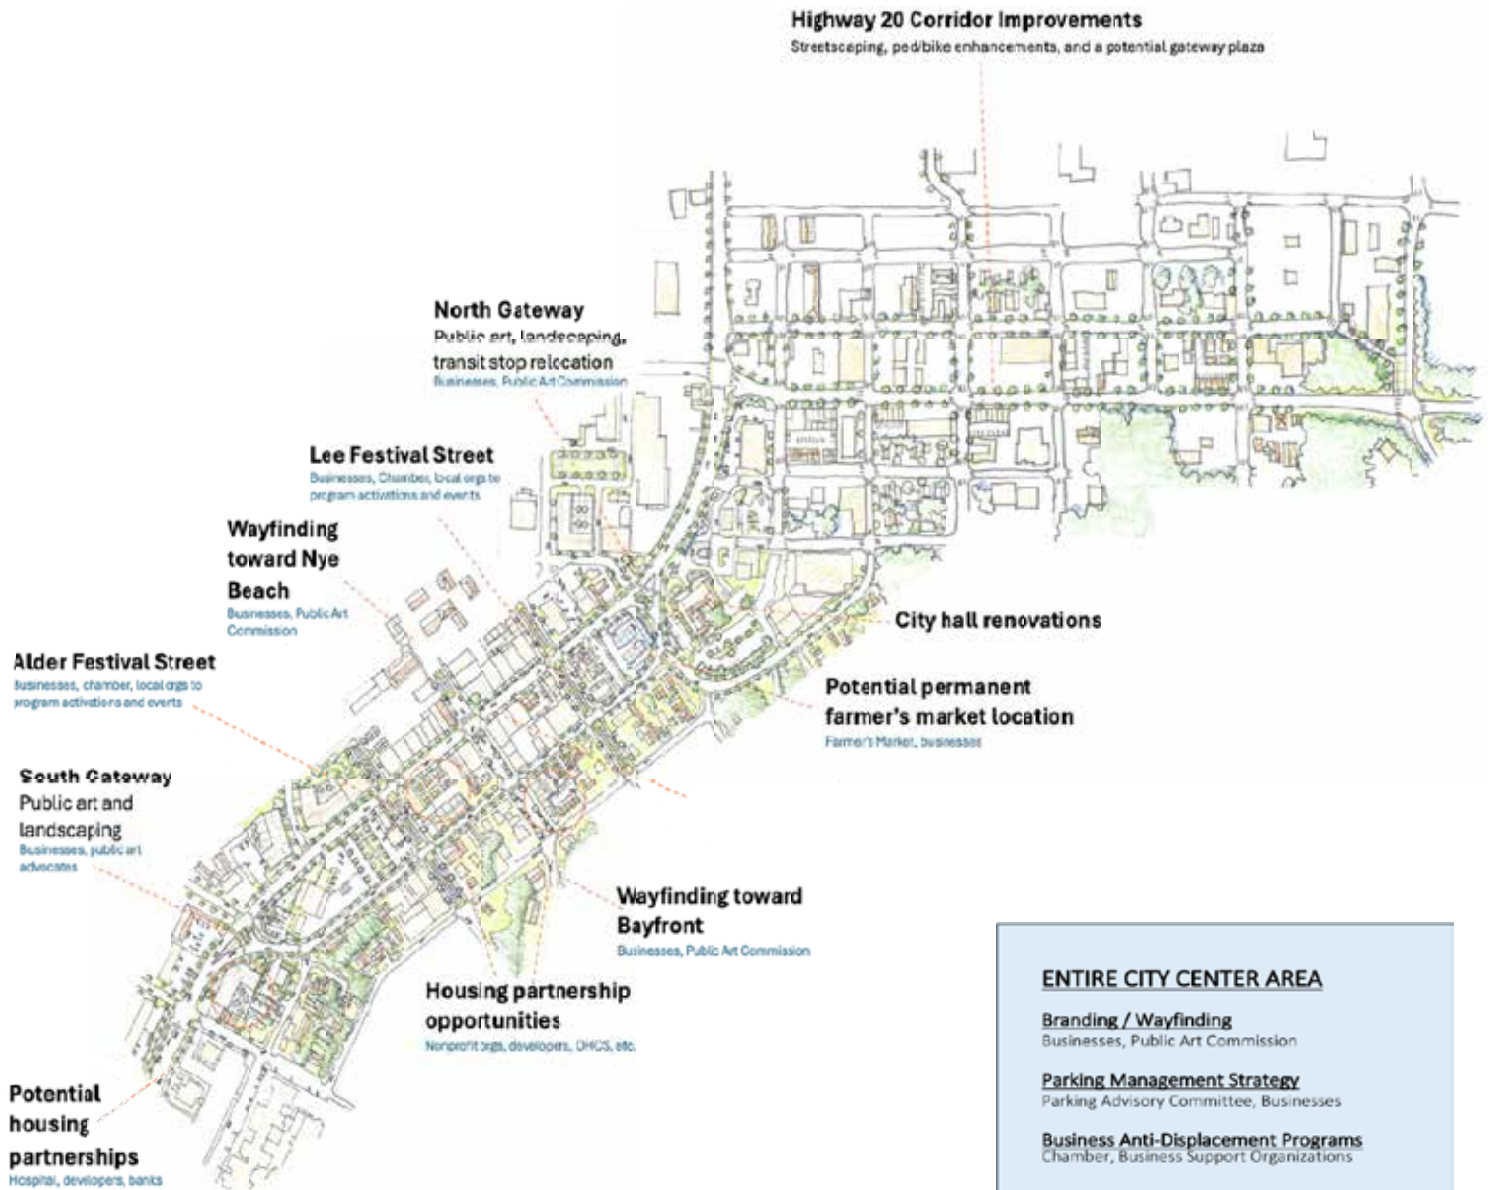 Highway 20 Corridor Improvements
Streetscaping, ped/bike enhancements, and a potential gateway plaza
North Gateway
Public art, landscaping,
transit stop relocation
Businesses, Public Art Commission
Lee Festival Street
Businesses, Chamber, local orgs to
program activitions and events
Wayfinding
toward Nye
Beach
Businesses, Public Art
Commission
Alder Festival Street
Businesses, chamber, local orgs to
program activations and events
South Gateway
Public art and
landscaping
Businesses, public art
advocates
City hall renovations
Potential permanent
farmer's market location
Farmer's Market, businesses
Wayfinding toward
Bayfront
Businesses, Public Art Commission
Housing partnership
opportunities
Nonprofit orgs, developers, OHCS, etc.
Potential
housing
partnerships
Hospital, developers, banks
ENTIRE CITY CENTER AREA
Branding / Wayfinding
Businesses, Public Art Commission
Parking Management Strategy
Parking Advisory Committee, Businesses
Business Anti-Displacement Programs
Chamber, Business Support Organizations